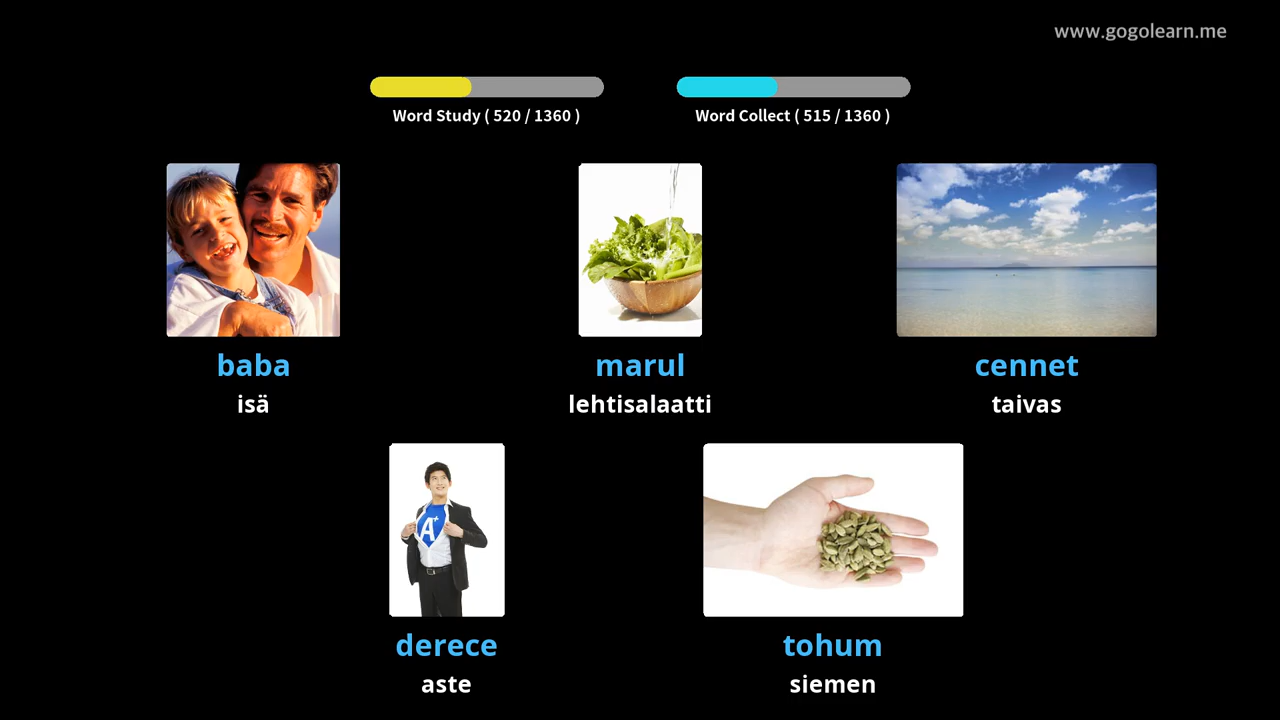 www.gogolearn.me
Word Study ( 520 / 1360 )
Word Collect ( 515 / 1360 )
baba
isä
marul
lehtisalaatti
cennet
taivas
A+
derece
aste
tohum
siemen